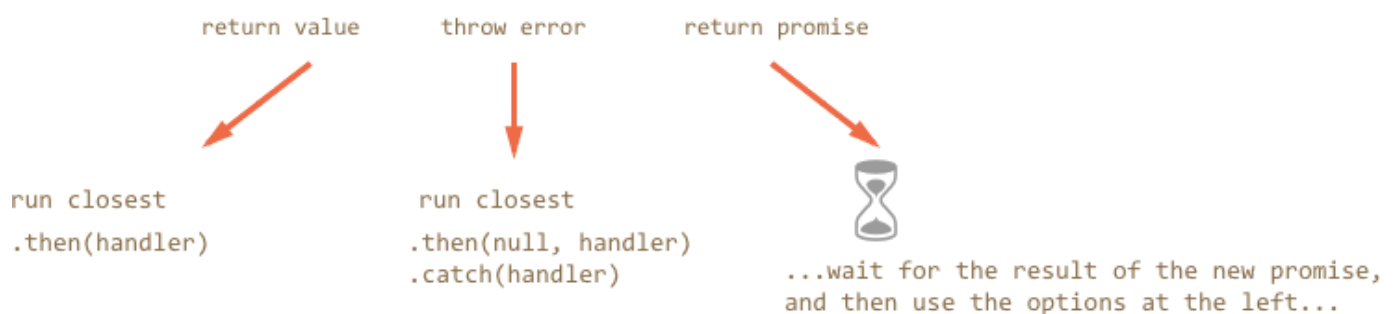 return value
throw error
return promise
run closest
.then(handler)
run closest
.then(null, handler)
.catch(handler)
...wait for the result of the new promise,
and then use the options at the left...